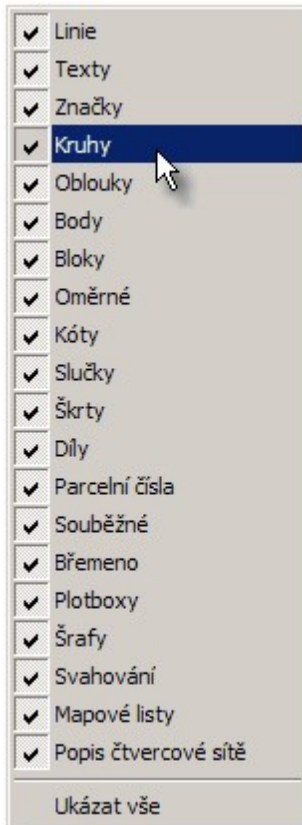 Linie
Texty
Značky
Kruhy
Oblouky
Body
Bloky
Oměrné
Kóty
Slučky
Škrty
Díly
Parcelní čísla
Souběžné
Břemeno
Plotboxy
Šrafy
Svahování
Mapové listy
Popis čtvercové sítě
Ukázat vše